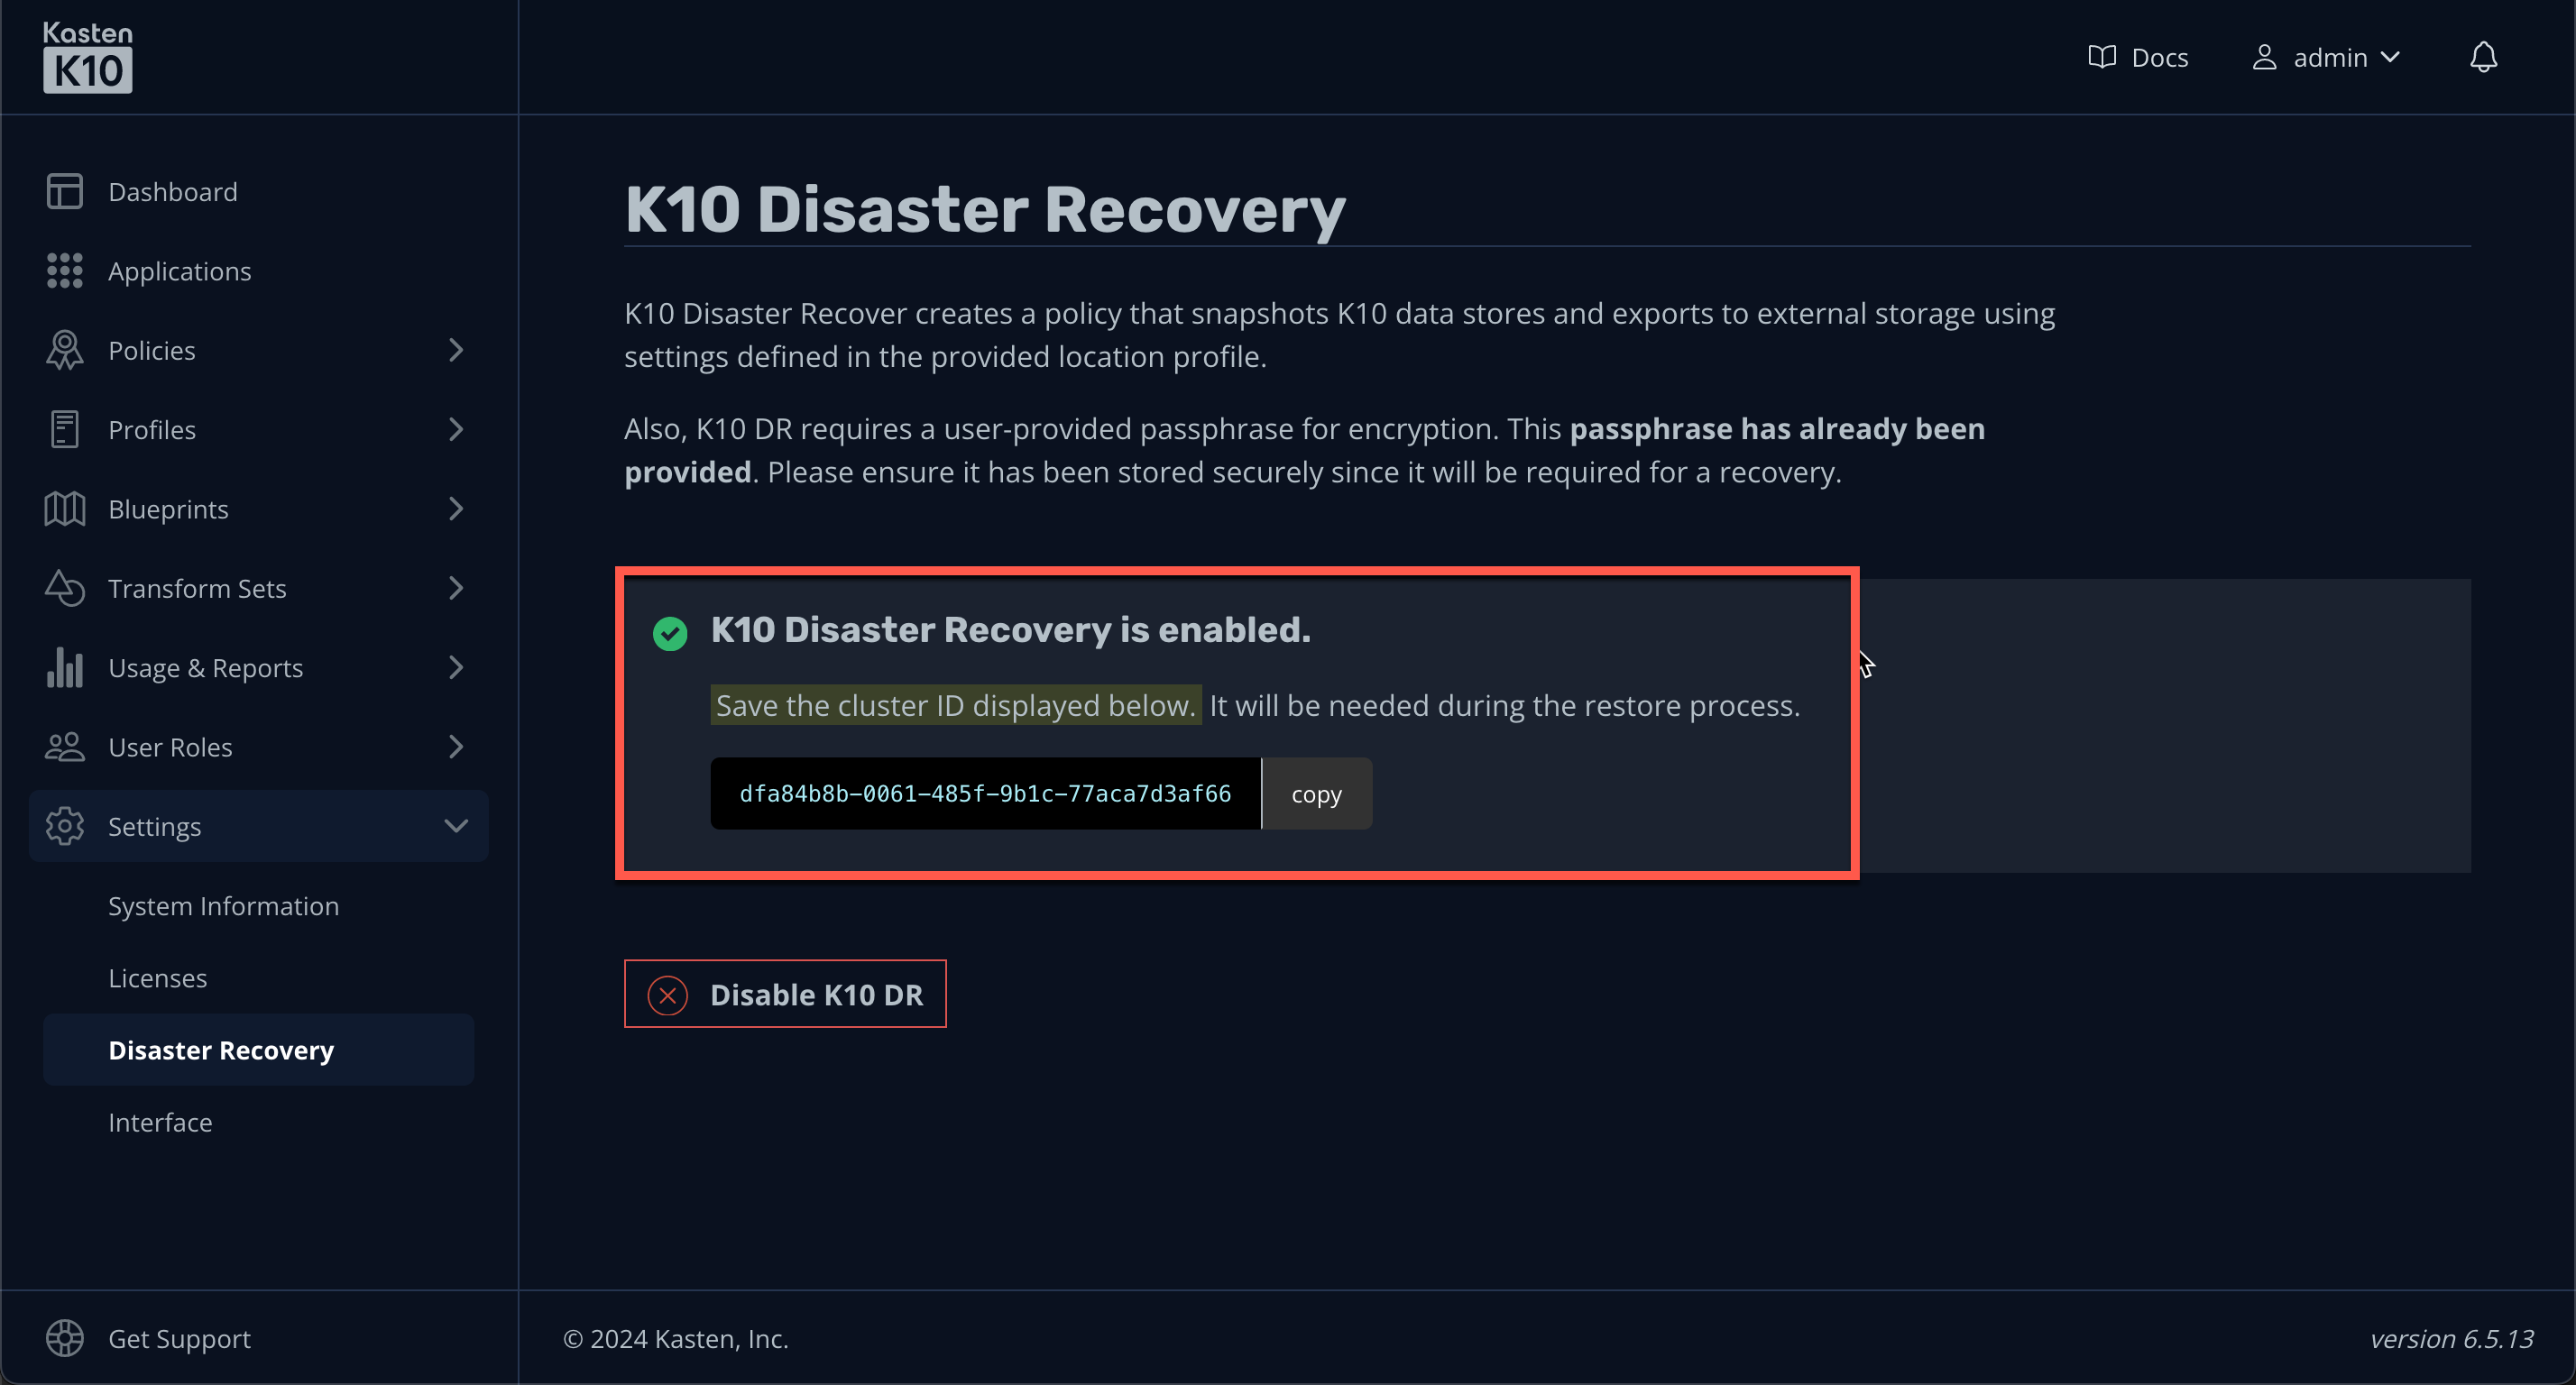 Kasten
K10
Docs
admin
Dashboard
Applications
Policies
Profiles
Blueprints
Transform Sets
Usage & Reports
User Roles
Settings
System Information
Licenses
Disaster Recovery
Interface
Get Support
K10 Disaster Recovery
K10 Disaster Recover creates a policy that snapshots K10 data stores and exports to external storage using
settings defined in the provided location profile.
Also, K10 DR requires a user-provided passphrase for encryption. This passphrase has already been
provided. Please ensure it has been stored securely since it will be required for a recovery.
K10 Disaster Recovery is enabled.
Save the cluster ID displayed below. It will be needed during the restore process.
dfa84b8b-0061-485f-9b1c-77aca7d3af66 copy
Disable K10 DR
© 2024 Kasten, Inc.
version 6.5.13